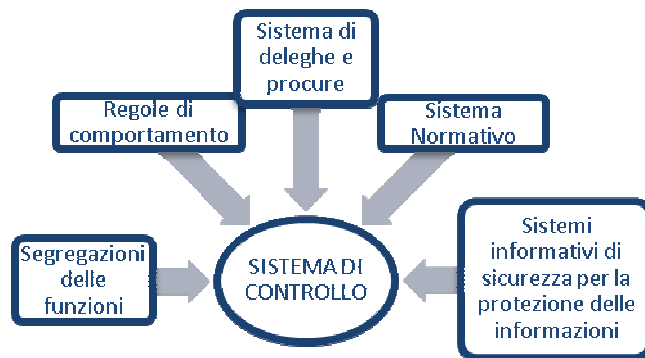 Sistema di
deleghe e
procure
Regole di
comportamento
Sistema
Normativo
Segregazioni
delle
funzioni
SISTEMA DI
CONTROLLO
Sistemi
informativi di
sicurezza per la
protezione delle
informazioni